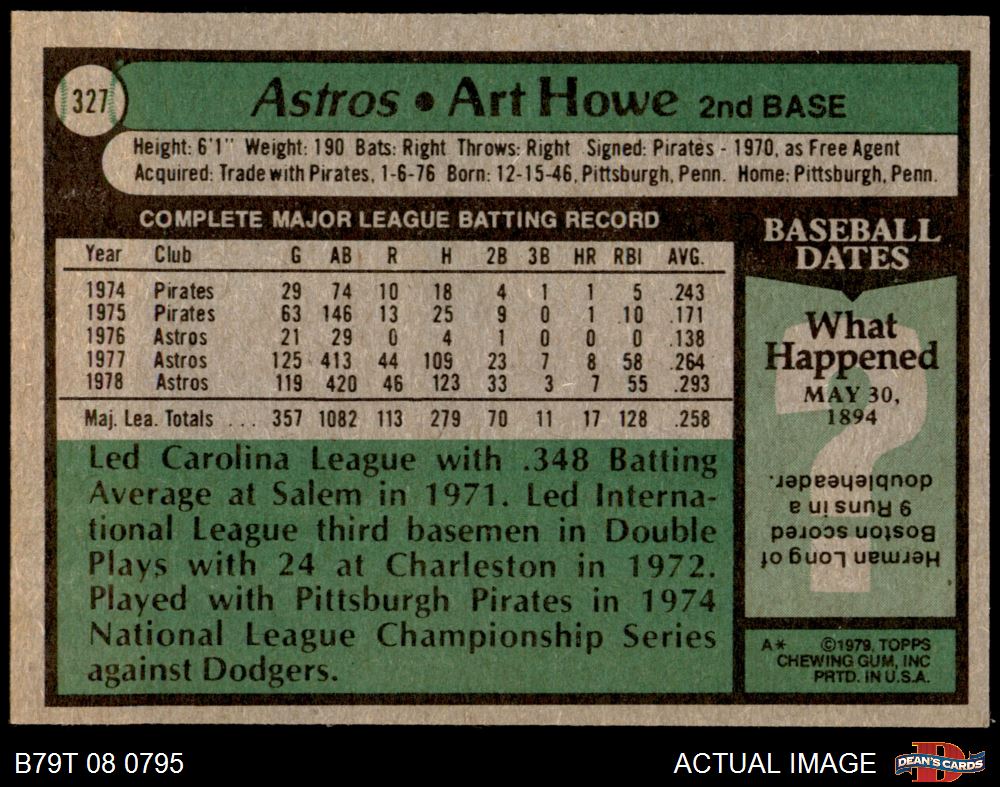 327
Astros • Art Howe 2nd BASE
Height: 6'1" Weight: 190 Bats: Right Throws: Right Signed: Pirates - 1970, as Free Agent
Acquired: Trade with Pirates, 1-6-76 Born: 12-15-46, Pittsburgh, Penn. Home: Pittsburgh, Penn.
COMPLETE MAJOR LEAGUE BATTING RECORD
Year Club G AB R H 2B 3B HR RBI AVG.
1974 Pirates 29 74 10 18 4 1 1 5 .243
1975 Pirates 63 146 13 25 9 0 1 10 .171
1976 Astros 21 29 0 4 1 0 0 0 .138
1977 Astros 125 413 44 109 23 7 8 58 .264
1978 Astros 119 420 46 123 33 3 7 55 .293
Maj. Lea. Totals ... 357 1082 113 279 70 11 17 128 .258
Led Carolina League with .348 Batting
Average at Salem in 1971. Led Interna-
tional League third basemen in Double
Plays with 24 at Charleston in 1972.
Played with Pittsburgh Pirates in 1974
National League Championship Series
against Dodgers.
BASEBALL
DATES
What
Happened
MAY 30,
1894
?
Herman Long of
Boston scored
9 Runs in a
doubleheader.
A* ©1979, TOPPS
CHEWING GUM, INC
PRTD. IN U.S.A.
B79T 08 0795
ACTUAL IMAGE
D
DEAN'S CARDS